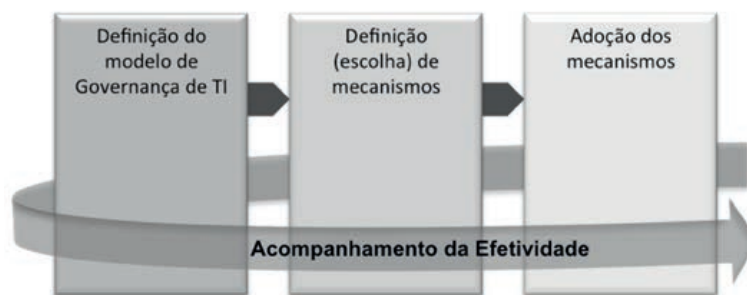 Definição do
modelo de
Governança de TI
Definição
(escolha) de
mecanismos
Adoção dos
mecanismos
Acompanhamento da Efetividade